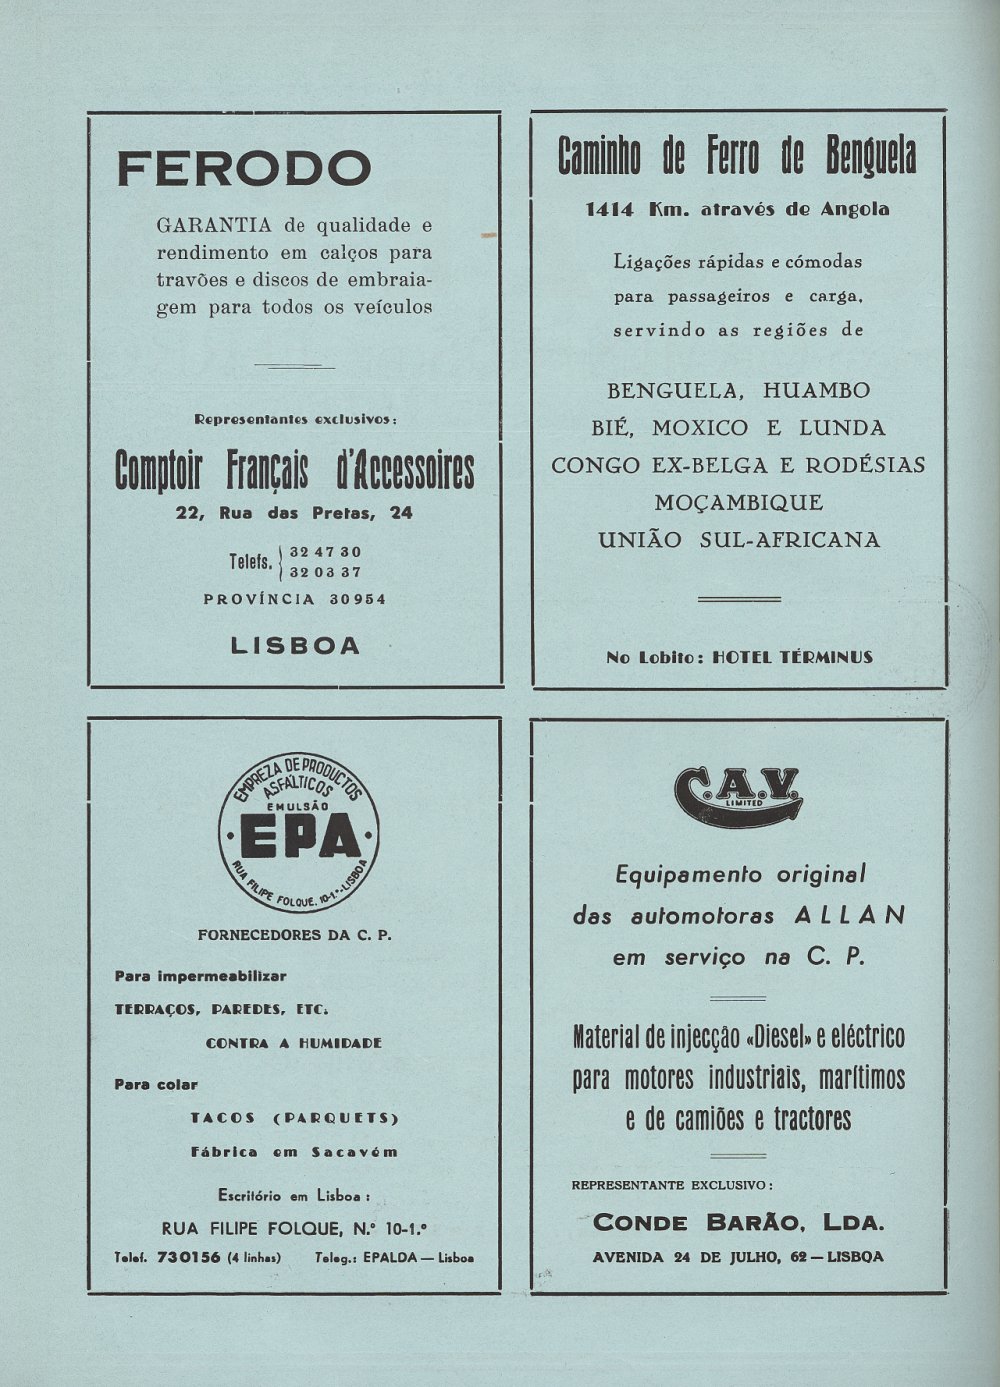 FERODO
GARANTIA de qualidade e
rendimento em calços para
travões e discos de embraia-
gem para todos os veículos
Representantes exclusivos:
Comptoir Français d'Accessoires
22, Rua das Pretas, 24
Telefs. { 32 47 30
32 03 37
PROVÍNCIA 30954
LISBOA
Caminho de Ferro de Benguela
1414 Km. através de Angola
Ligações rápidas e cómodas
para passageiros e carga,
servindo as regiões de
BENGUELA, HUAMBO
BIÉ, MOXICO E LUNDA
CONGO EX-BELGA E RODÉSIAS
MOÇAMBIQUE
UNIÃO SUL-AFRICANA
No Lobito: HOTEL TÉRMINUS
EMPREZA DE PRODUCTOS
ASFÁLTICOS
EMULSÃO
·EPA·
RUA FILIPE FOLQUE. 10-1.º-LISBOA
FORNECEDORES DA C. P.
Para impermeabilizar
TERRAÇOS, PAREDES, ETC.
CONTRA A HUMIDADE
Para colar
TACOS (PARQUETS)
Fábrica em Sacavém
Escritório em Lisboa:
RUA FILIPE FOLQUE, N.º 10-1.º
Telef. 730156 (4 linhas) Teleg.: EPALDA — Lisboa
C.A.V.
LIMITED
Equipamento original
das automotoras ALLAN
em serviço na C. P.
Material de injecção «Diesel» e eléctrico
para motores industriais, marítimos
e de camiões e tractores
REPRESENTANTE EXCLUSIVO:
CONDE BARÃO, LDA.
AVENIDA 24 DE JULHO, 62 — LISBOA